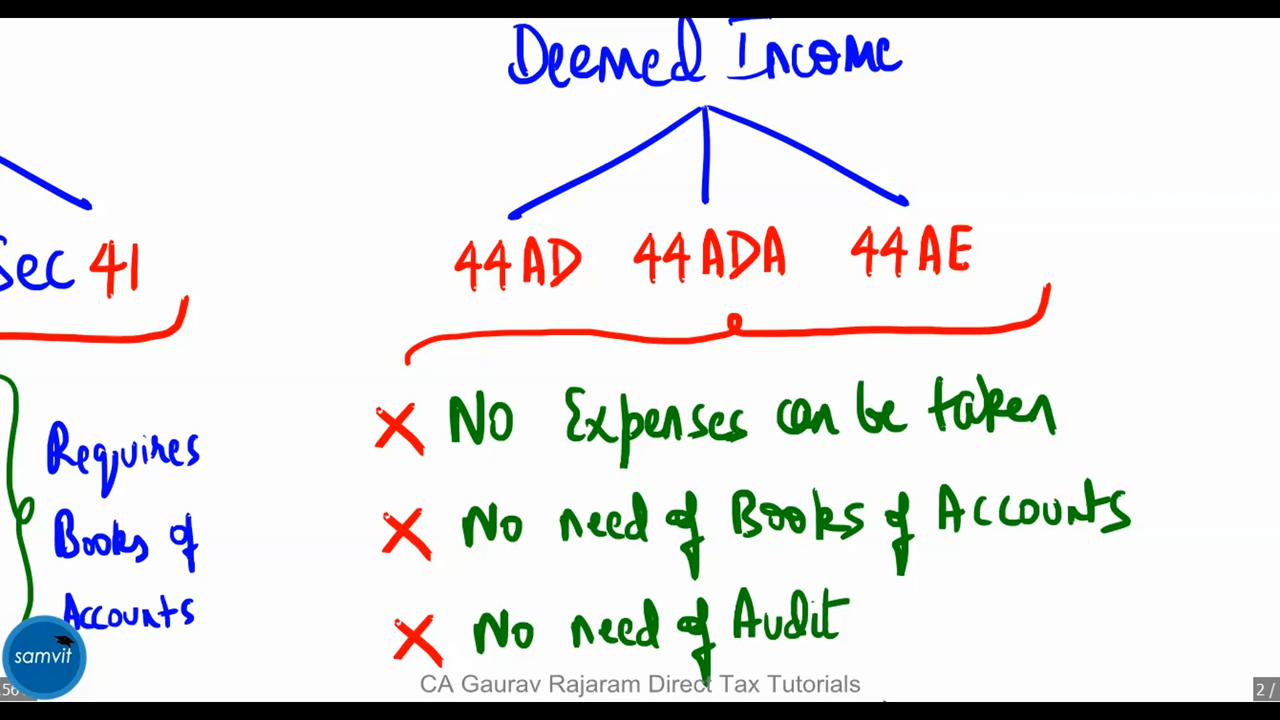 Deemed Income
Sec 41
44AD 44ADA 44AE
Requires
Books of
Accounts
No Expenses can be taken
No need of Books of Accounts
No need of Audit
samvit
CA Gaurav Rajaram Direct Tax Tutorials
2 /